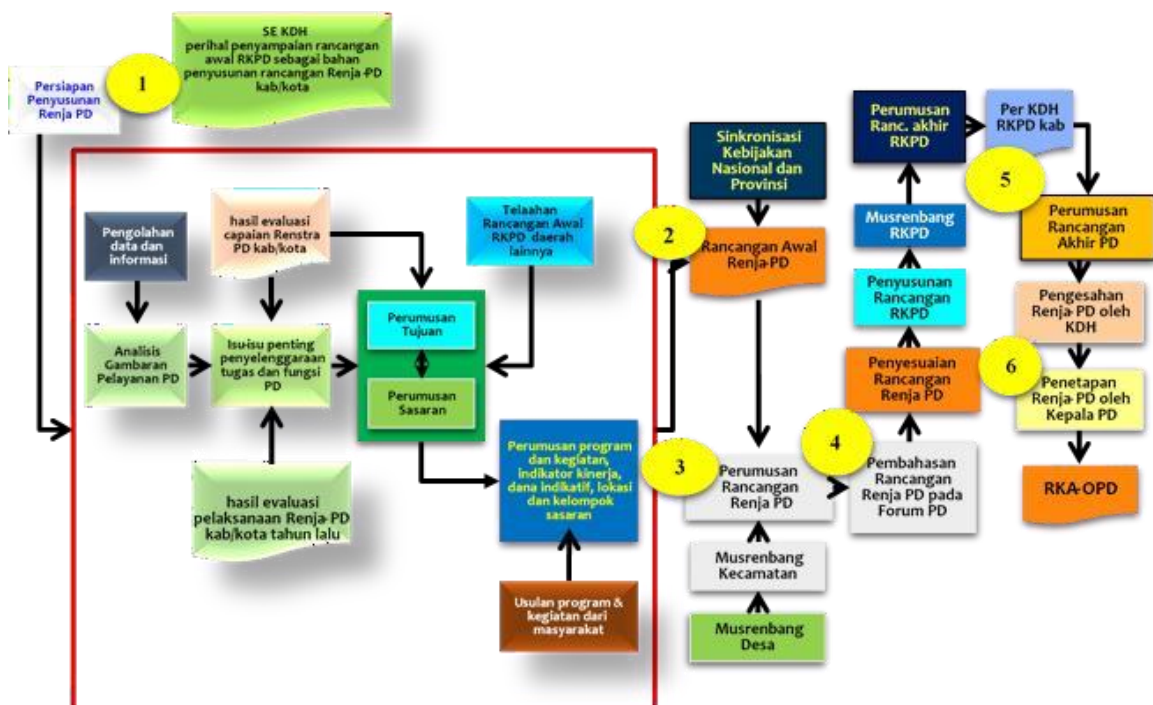 SE KDH
perihal penyampaian rancangan
awal RKPD sebagai bahan
penyusunan rancangan Renja-PD
kab/kota
1
Persiapan
Penyusunan
Renja PD
Pengolahan
data dan
informasi
hasil evaluasi
capaian Renstra
PD kab/kota
Telaahan
Rancangan Awal
RKPD daerah
lainnya
Analisis
Gambaran
Pelayanan PD
Isu-isu penting
penyelenggaraan
tugas dan fungsi
PD
Perumusan
Tujuan
Perumusan
Sasaran
hasil evaluasi
pelaksanaan Renja-PD
kab/kota tahun lalu
Perumusan program
dan kegiatan,
indikator kinerja,
dana indikatif, lokasi
dan kelompok
sasaran
Usulan program &
kegiatan dari
masyarakat
2
Sinkronisasi
Kebijakan
Nasional dan
Provinsi
Rancangan Awal
Renja-PD
3
Perumusan
Rancangan
Renja PD
Musrenbang
Kecamatan
Musrenbang
Desa
4
Pembahasan
Rancangan
Renja PD pada
Forum PD
Penyesuaian
Rancangan
Renja PD
Penyusunan
Rancangan
RKPD
Musrenbang
RKPD
Perumusan
Ranc. akhir
RKPD
Per KDH
RKPD kab
5
Perumusan
Rancangan
Akhir PD
Pengesahan
Renja-PD oleh
KDH
6
Penetapan
Renja-PD oleh
Kepala PD
RKA-OPD